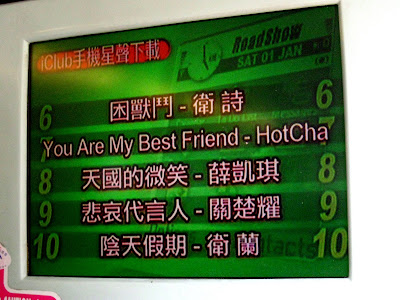 iClub手機星聲下載
RoadShow
SAT 01 JAN
6 困獸鬥 - 衛詩 6
7 You Are My Best Friend - HotCha
8 天國的微笑 - 薛凱琪 8
9 悲哀代言人 - 關楚耀 9
10 陰天假期 - 衛蘭 10